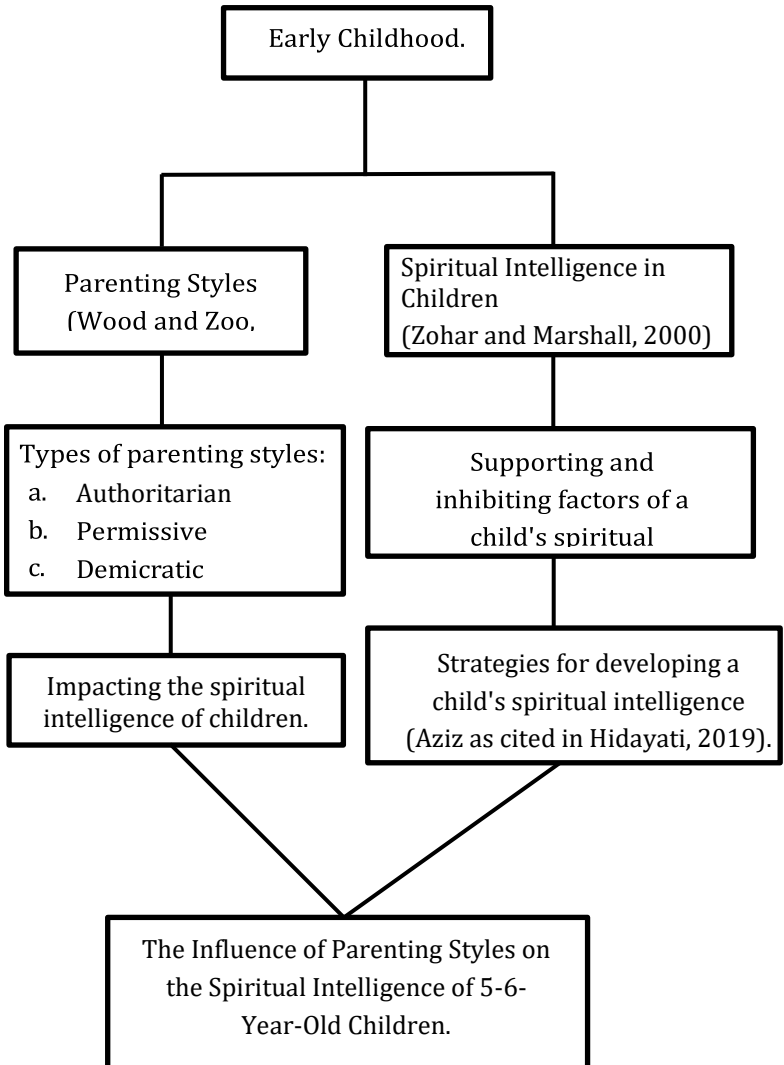 Early Childhood.
Parenting Styles
(Wood and Zoo,
Spiritual Intelligence in
Children
(Zohar and Marshall, 2000)
Types of parenting styles:
a. Authoritarian
b. Permissive
c. Demicratic
Supporting and
inhibiting factors of a
child's spiritual
Impacting the spiritual
intelligence of children.
Strategies for developing a
child's spiritual intelligence
(Aziz as cited in Hidayati, 2019).
The Influence of Parenting Styles on
the Spiritual Intelligence of 5-6-
Year-Old Children.